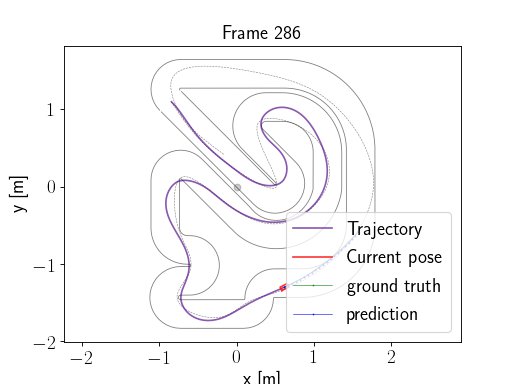 Frame 286
y [m]
1
0
−1
−2
−2
−1
0
1
2
x [m]
Trajectory
Current pose
ground truth
prediction